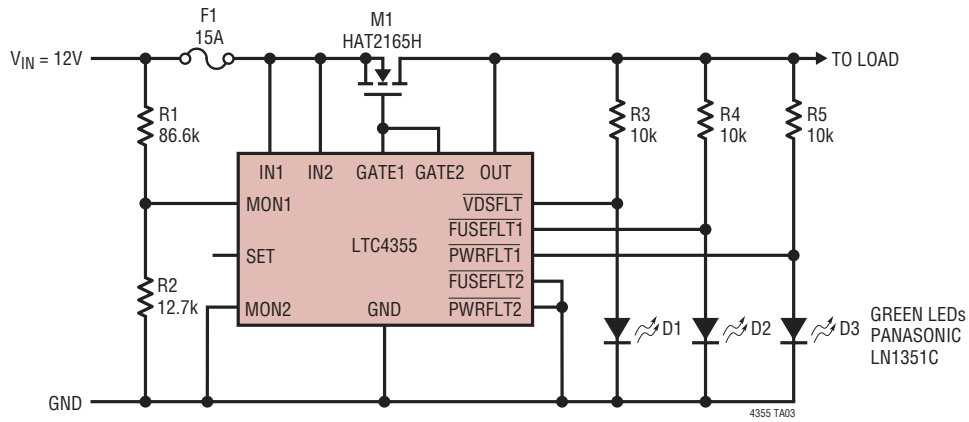 F1
15A
M1
HAT2165H
VIN = 12V
TO LOAD
R1
86.6k
R3
10k
R4
10k
R5
10k
IN1 IN2 GATE1 GATE2 OUT
MON1
VDSFLT
FUSEFLT1
LTC4355
PWRFLT1
SET
FUSEFLT2
R2
12.7k
MON2
GND
PWRFLT2
D1
D2
D3
GREEN LEDs
PANASONIC
LN1351C
GND
4355 TA03